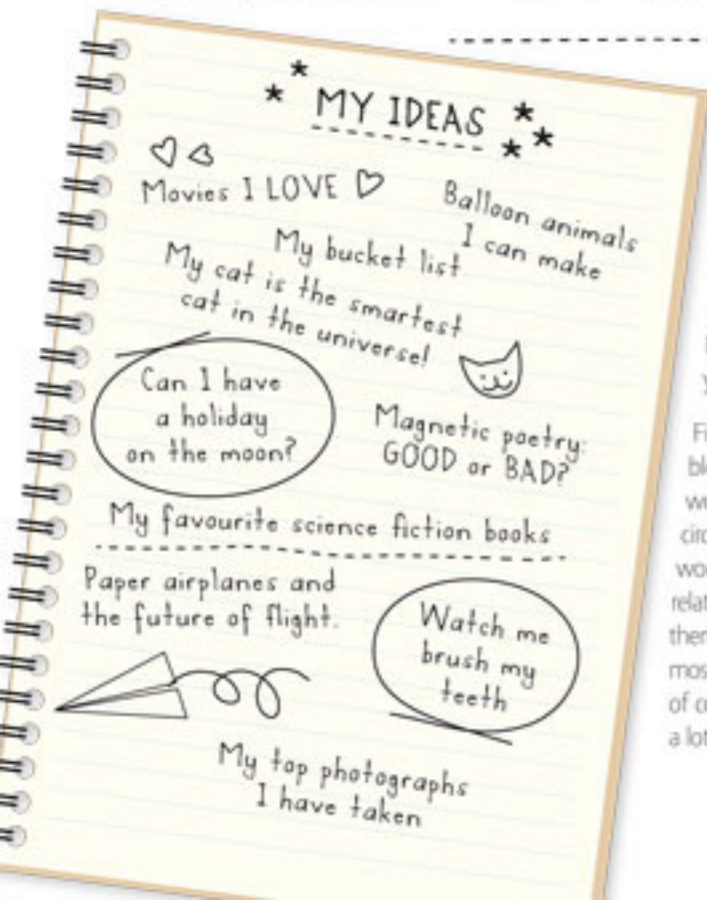 MY IDEAS
Movies I LOVE
Balloon animals
I can make
My bucket list
My cat is the smartest
cat in the universe!
Can I have
a holiday
on the moon?
Magnetic poetry:
GOOD or BAD?
My favourite science fiction books
Paper airplanes and
the future of flight.
Watch me
brush my
teeth
My top photographs
I have taken
a lot